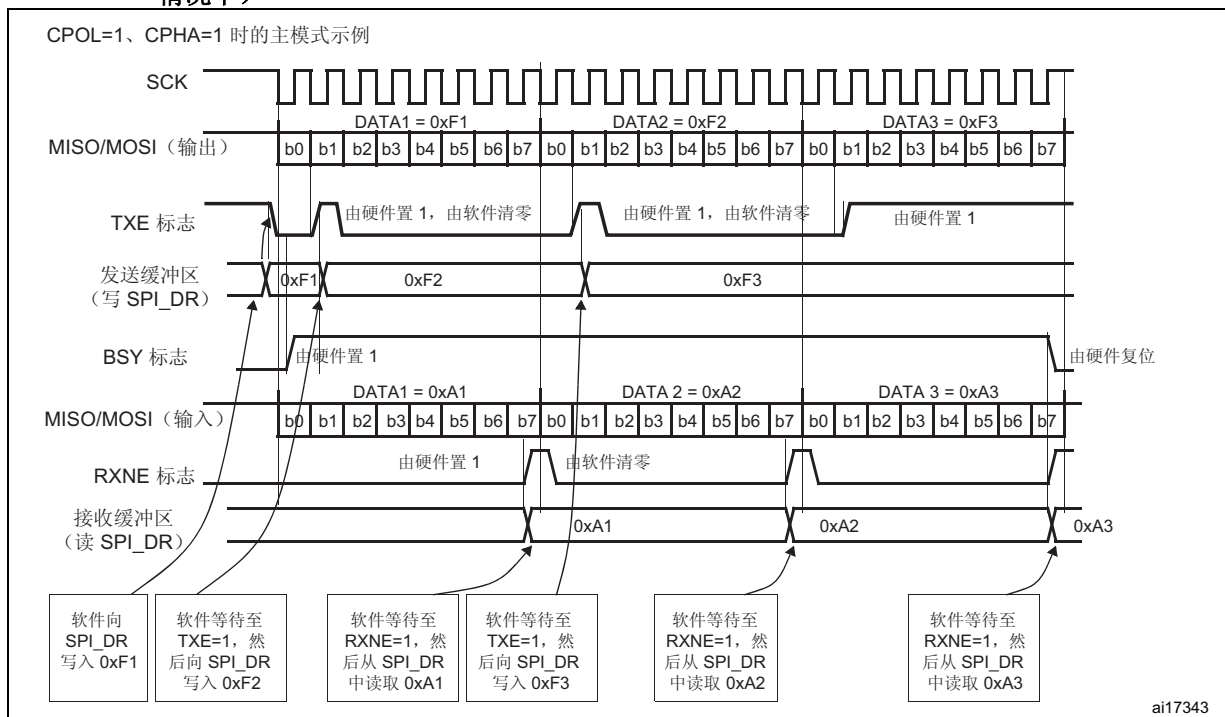 情况下）
CPOL=1、CPHA=1 时的主模式示例
SCK
DATA1 = 0xF1
DATA2 = 0xF2
DATA3 = 0xF3
MISO/MOSI（输出）
b0 b1 b2 b3 b4 b5 b6 b7 b0 b1 b2 b3 b4 b5 b6 b7 b0 b1 b2 b3 b4 b5 b6 b7
TXE 标志
由硬件置 1，由软件清零
由硬件置 1，由软件清零
由硬件置 1
发送缓冲区
（写 SPI_DR）
0xF1
0xF2
0xF3
BSY 标志
由硬件置 1
由硬件复位
DATA1 = 0xA1
DATA 2 = 0xA2
DATA 3 = 0xA3
MISO/MOSI（输入）
b0 b1 b2 b3 b4 b5 b6 b7 b0 b1 b2 b3 b4 b5 b6 b7 b0 b1 b2 b3 b4 b5 b6 b7
RXNE 标志
由硬件置 1
由软件清零
接收缓冲区
（读 SPI_DR）
0xA1
0xA2
0xA3
软件向
SPI_DR
写入 0xF1
软件等待至
TXE=1，然
后向 SPI_DR
写入 0xF2
软件等待至
RXNE=1，然
后从 SPI_DR
中读取 0xA1
软件等待至
TXE=1，然
后向 SPI_DR
写入 0xF3
软件等待至
RXNE=1，然
后从 SPI_DR
中读取 0xA2
软件等待至
RXNE=1，然
后从 SPI_DR
中读取 0xA3
ai17343